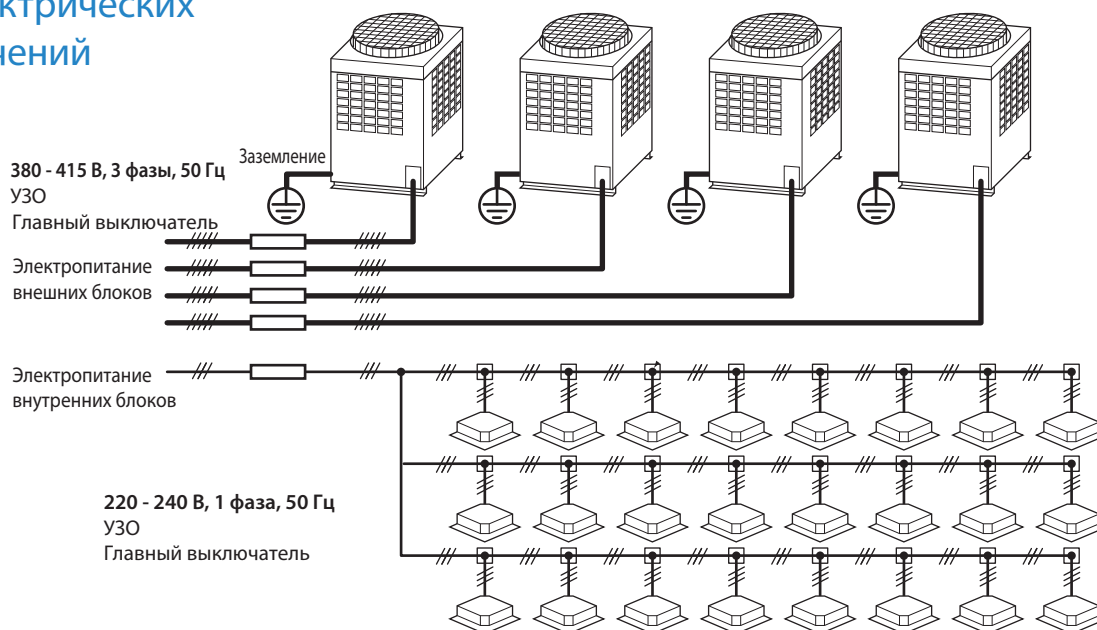 ктрических
чений
380 - 415 В, 3 фазы, 50 Гц
УЗО
Главный выключатель
Заземление
Электропитание
внешних блоков
Электропитание
внутренних блоков
220 - 240 В, 1 фаза, 50 Гц
УЗО
Главный выключатель